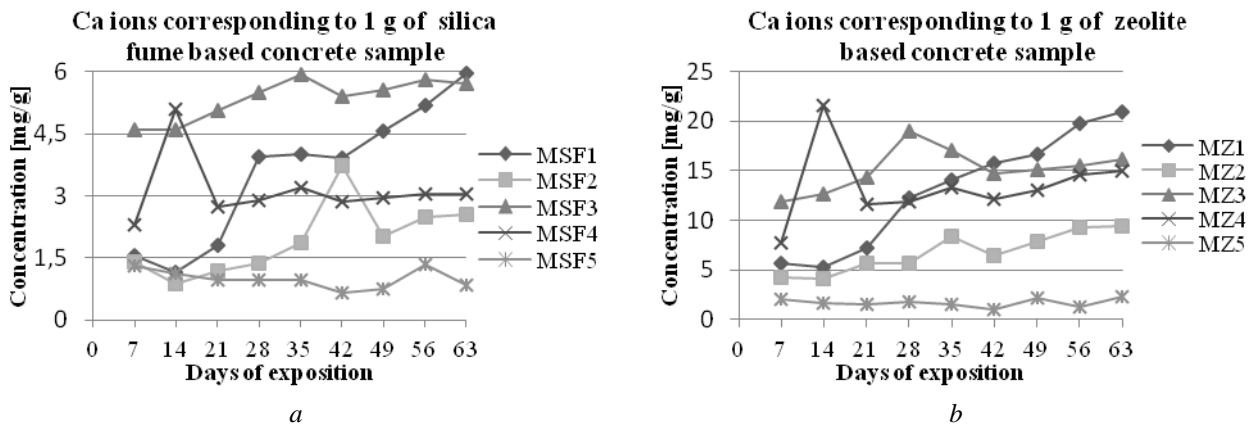 Ca ions corresponding to 1 g of silica
fume based concrete sample
Concentration [mg/g]
6
4,5
3
1,5
0
0 7 14 21 28 35 42 49 56 63
Days of exposition
MSF1
MSF2
MSF3
MSF4
MSF5
a
Ca ions corresponding to 1 g of zeolite
based concrete sample
Concentration [mg/g]
25
20
15
10
5
0
0 7 14 21 28 35 42 49 56 63
Days of exposition
MZ1
MZ2
MZ3
MZ4
MZ5
b